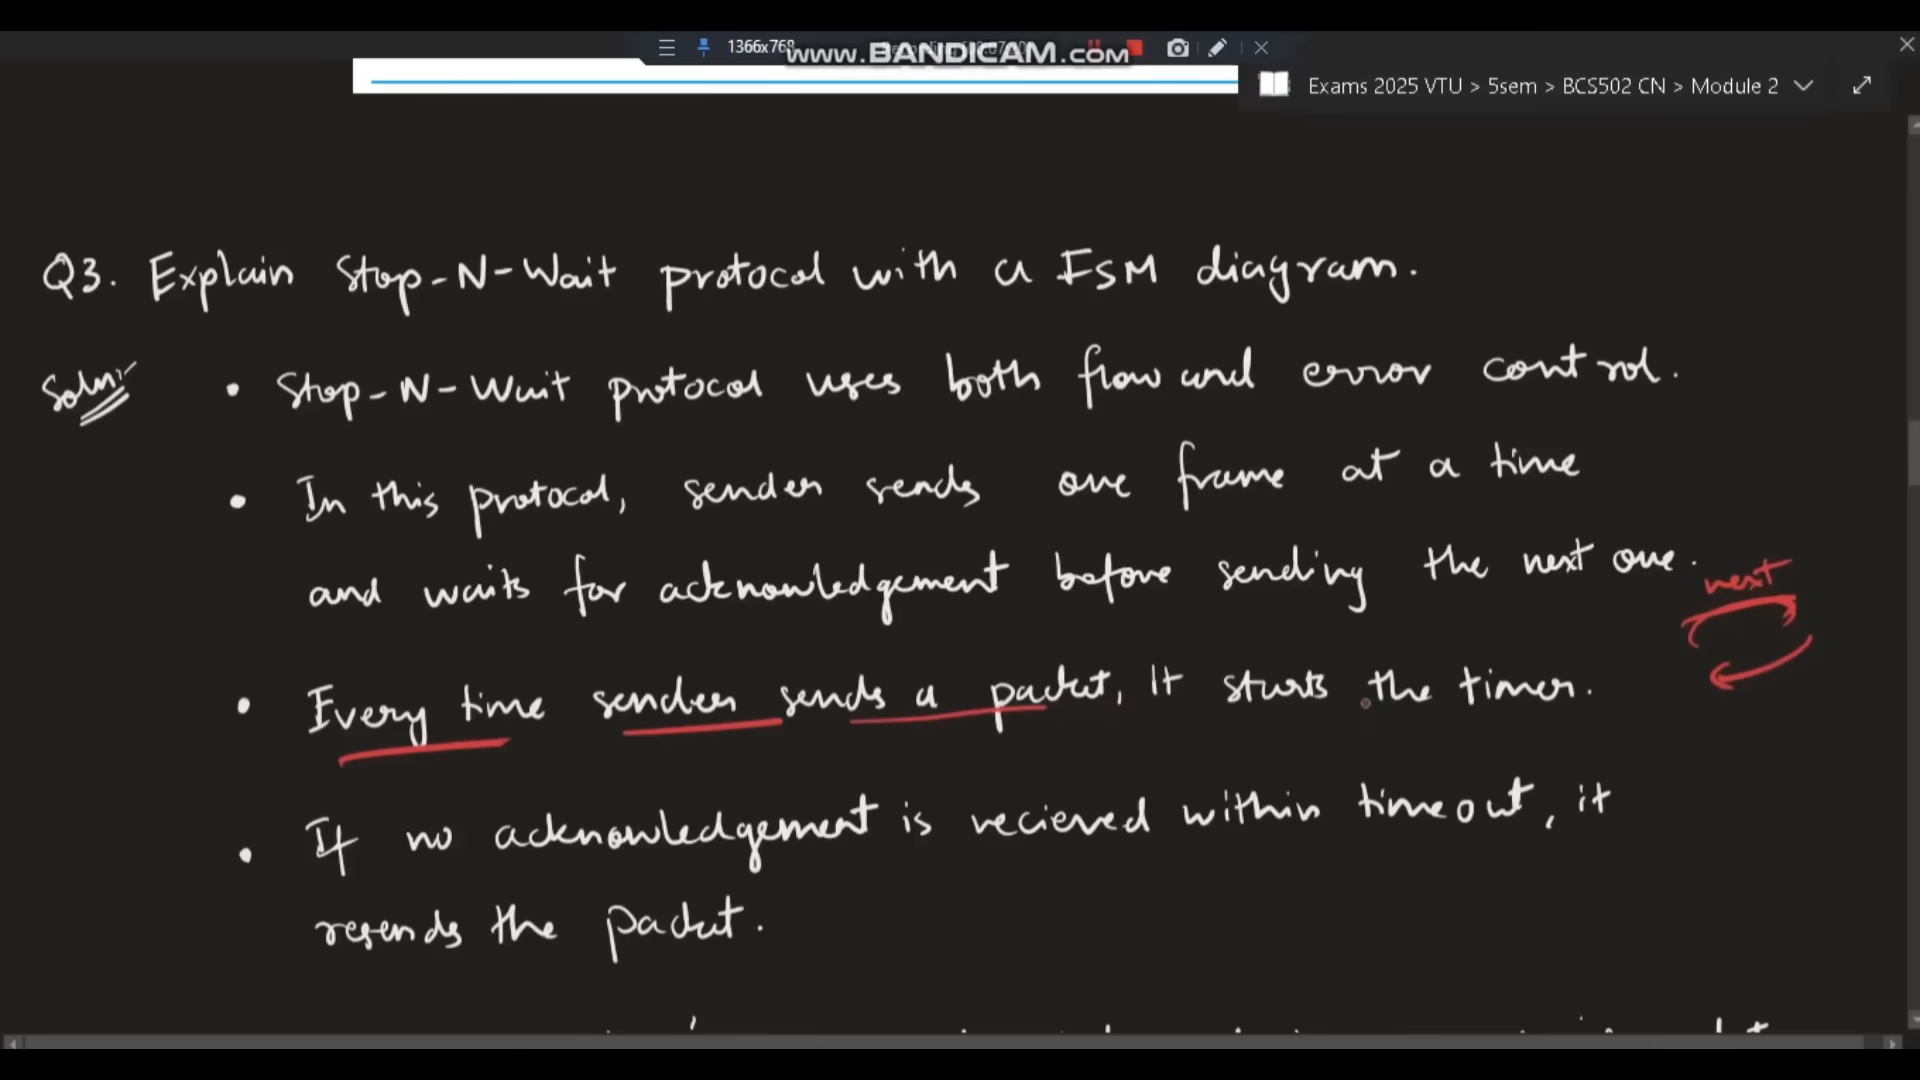 1366x768
www.BANDICAM.com
Exams 2025 VTU > 5sem > BCS502 CN > Module 2
Q3. Explain Stop-N-Wait protocol with a FSM diagram.
Soln:
• Stop-N-Wait protocol uses both flow and error control.
• In this protocol, sender sends one frame at a time
and waits for acknowledgement before sending the next one.
next
• Every time sender sends a packet, it starts the timer.
• If no acknowledgement is recieved within timeout, it
resends the packet.